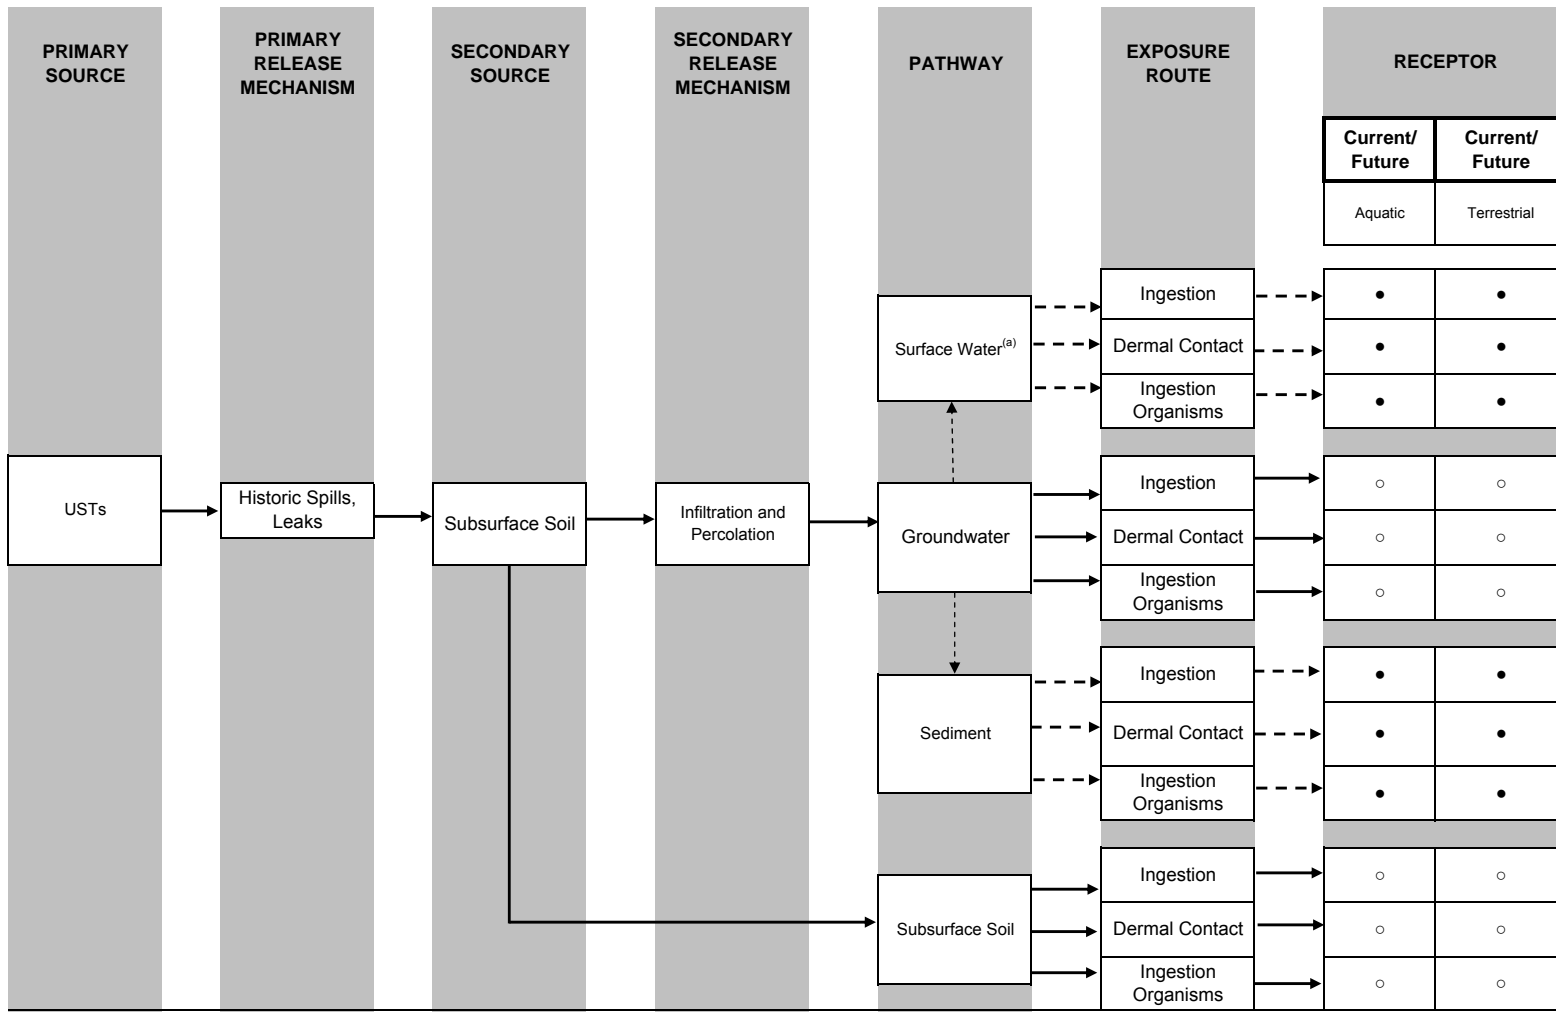 PRIMARY
SOURCE
PRIMARY
RELEASE
MECHANISM
SECONDARY
SOURCE
SECONDARY
RELEASE
MECHANISM
PATHWAY
EXPOSURE
ROUTE
RECEPTOR
Current/
Future
Current/
Future
Aquatic
Terrestrial
Surface Water(a)
Ingestion
● ●
Dermal Contact
● ●
Ingestion
Organisms
● ●
USTs
Historic Spills,
Leaks
Subsurface Soil
Infiltration and
Percolation
Groundwater
Ingestion
○ ○
Dermal Contact
○ ○
Ingestion
Organisms
○ ○
Sediment
Ingestion
● ●
Dermal Contact
● ●
Ingestion
Organisms
● ●
Subsurface Soil
Ingestion
○ ○
Dermal Contact
○ ○
Ingestion
Organisms
○ ○